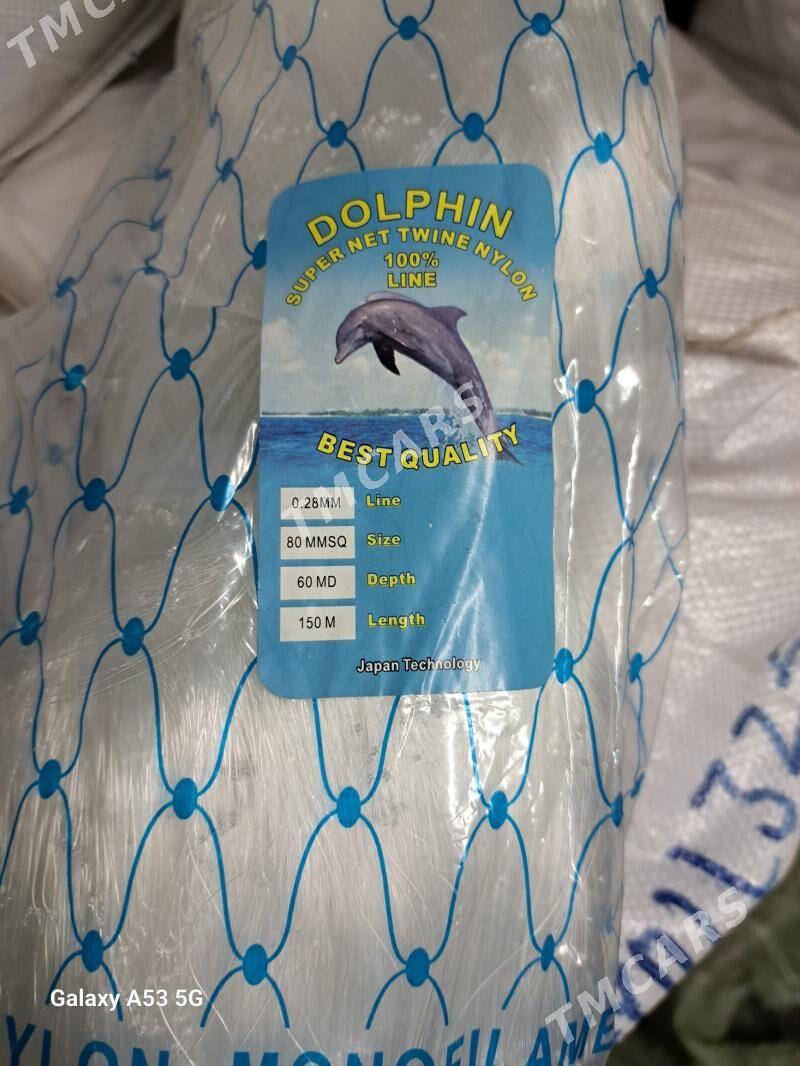 TMCARS
DOLPHIN
SUPER NET TWINE NYLON
100%
LINE
BEST QUALITY
TMCARS
0.28MM Line
80 MMSQ Size
60 MD Depth
150 M Length
Japan Technology
TMCARS
Galaxy A53 5G